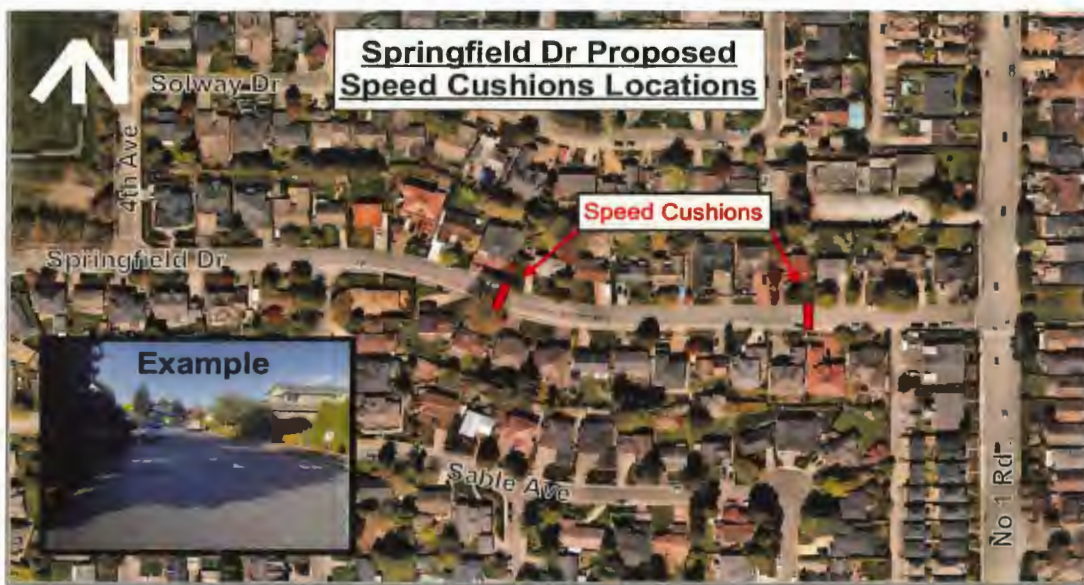 Springfield Dr Proposed
Speed Cushions Locations
N
Solway Dr
4th Ave
Speed Cushions
Springfield Dr
Example
Sable Ave
No 1 Rd